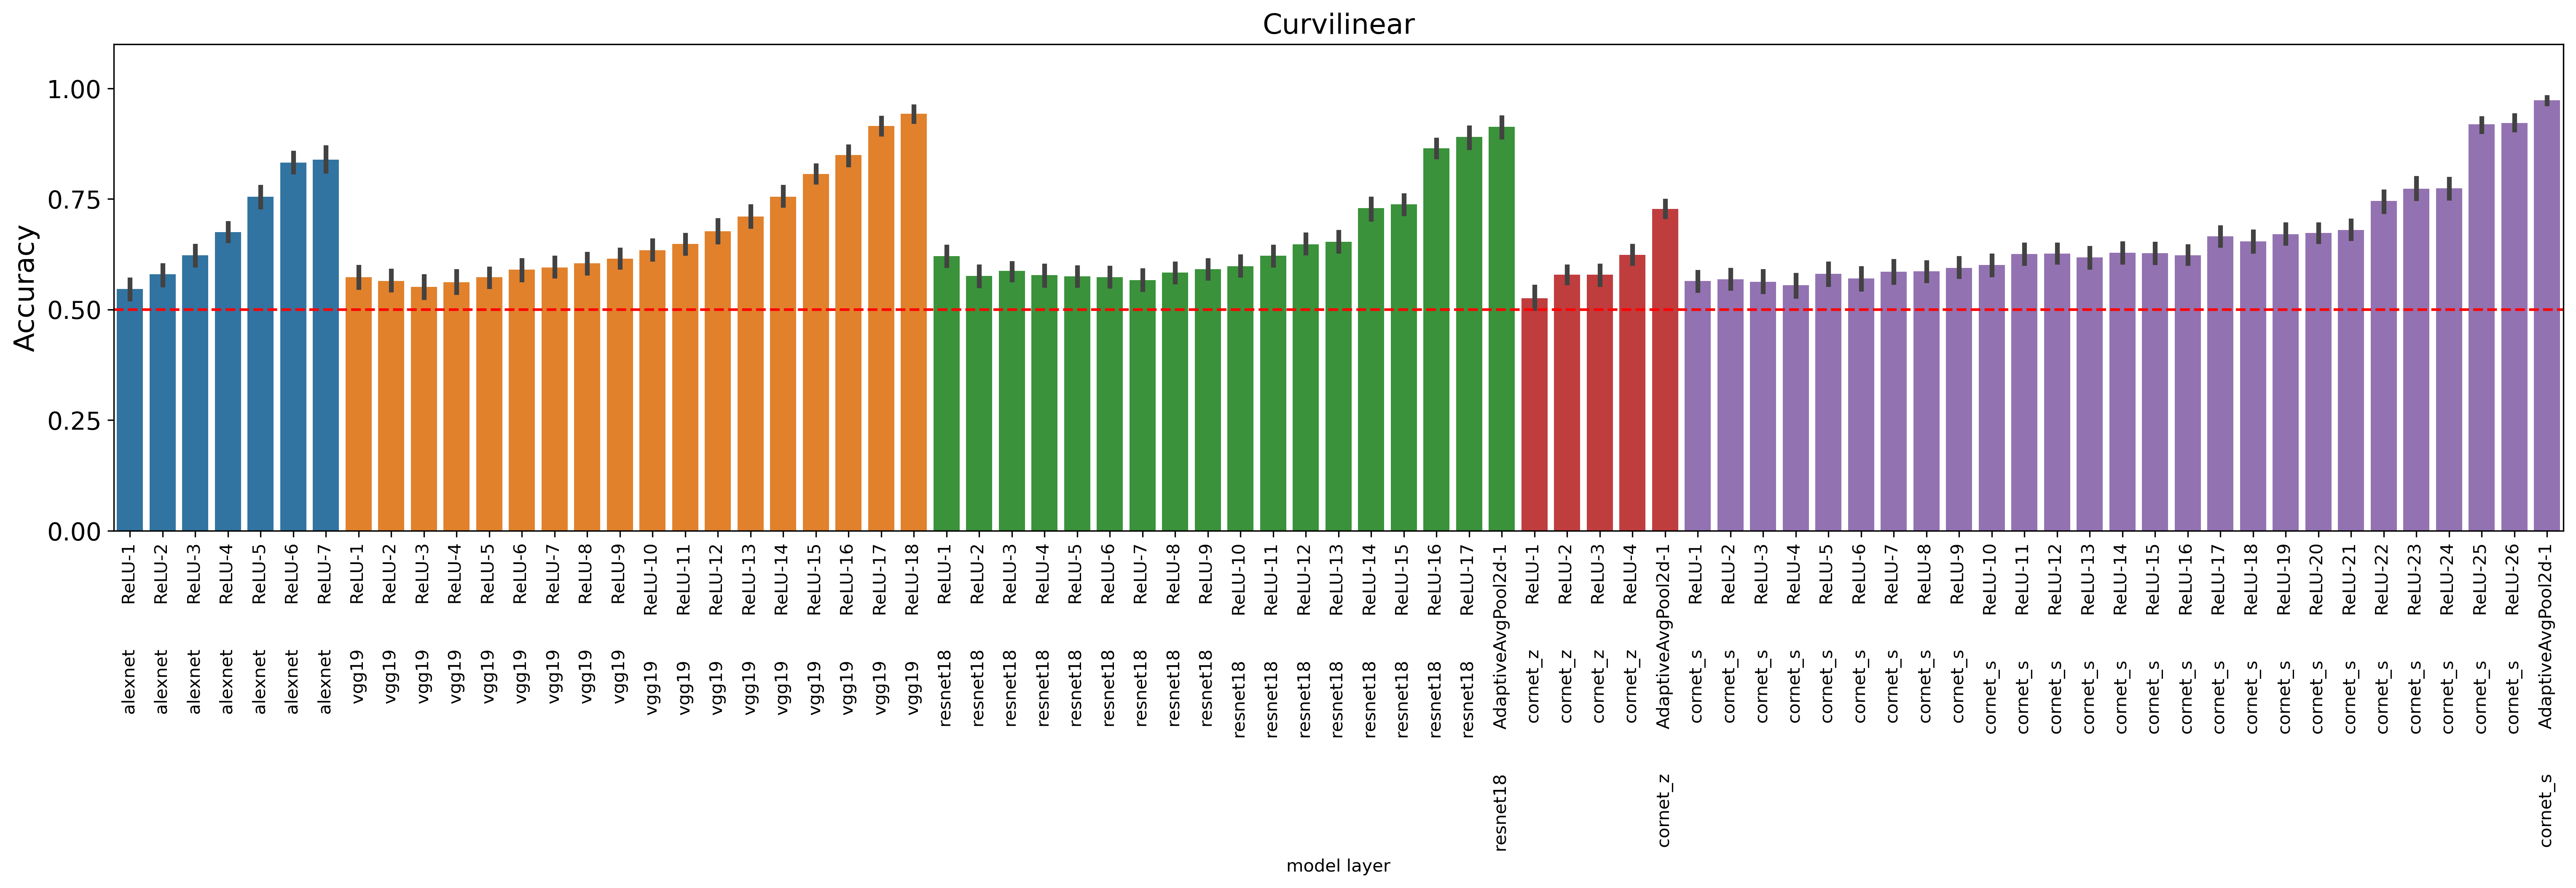 Curvilinear
Accuracy
1.00
0.75
0.50
0.25
0.00
ReLU-1 alexnet
ReLU-2 alexnet
ReLU-3 alexnet
ReLU-4 alexnet
ReLU-5 alexnet
ReLU-6 alexnet
ReLU-7 alexnet
ReLU-1 vgg19
ReLU-2 vgg19
ReLU-3 vgg19
ReLU-4 vgg19
ReLU-5 vgg19
ReLU-6 vgg19
ReLU-7 vgg19
ReLU-8 vgg19
ReLU-9 vgg19
ReLU-10 vgg19
ReLU-11 vgg19
ReLU-12 vgg19
ReLU-13 vgg19
ReLU-14 vgg19
ReLU-15 vgg19
ReLU-16 vgg19
ReLU-17 vgg19
ReLU-18 vgg19
ReLU-1 resnet18
ReLU-2 resnet18
ReLU-3 resnet18
ReLU-4 resnet18
ReLU-5 resnet18
ReLU-6 resnet18
ReLU-7 resnet18
ReLU-8 resnet18
ReLU-9 resnet18
ReLU-10 resnet18
ReLU-11 resnet18
ReLU-12 resnet18
ReLU-13 resnet18
ReLU-14 resnet18
ReLU-15 resnet18
ReLU-16 resnet18
ReLU-17 resnet18
AdaptiveAvgPool2d-1 resnet18
ReLU-1 cornet_z
ReLU-2 cornet_z
ReLU-3 cornet_z
ReLU-4 cornet_z
AdaptiveAvgPool2d-1 cornet_z
ReLU-1 cornet_s
ReLU-2 cornet_s
ReLU-3 cornet_s
ReLU-4 cornet_s
ReLU-5 cornet_s
ReLU-6 cornet_s
ReLU-7 cornet_s
ReLU-8 cornet_s
ReLU-9 cornet_s
ReLU-10 cornet_s
ReLU-11 cornet_s
ReLU-12 cornet_s
ReLU-13 cornet_s
ReLU-14 cornet_s
ReLU-15 cornet_s
ReLU-16 cornet_s
ReLU-17 cornet_s
ReLU-18 cornet_s
ReLU-19 cornet_s
ReLU-20 cornet_s
ReLU-21 cornet_s
ReLU-22 cornet_s
ReLU-23 cornet_s
ReLU-24 cornet_s
ReLU-25 cornet_s
ReLU-26 cornet_s
AdaptiveAvgPool2d-1 cornet_s
model layer